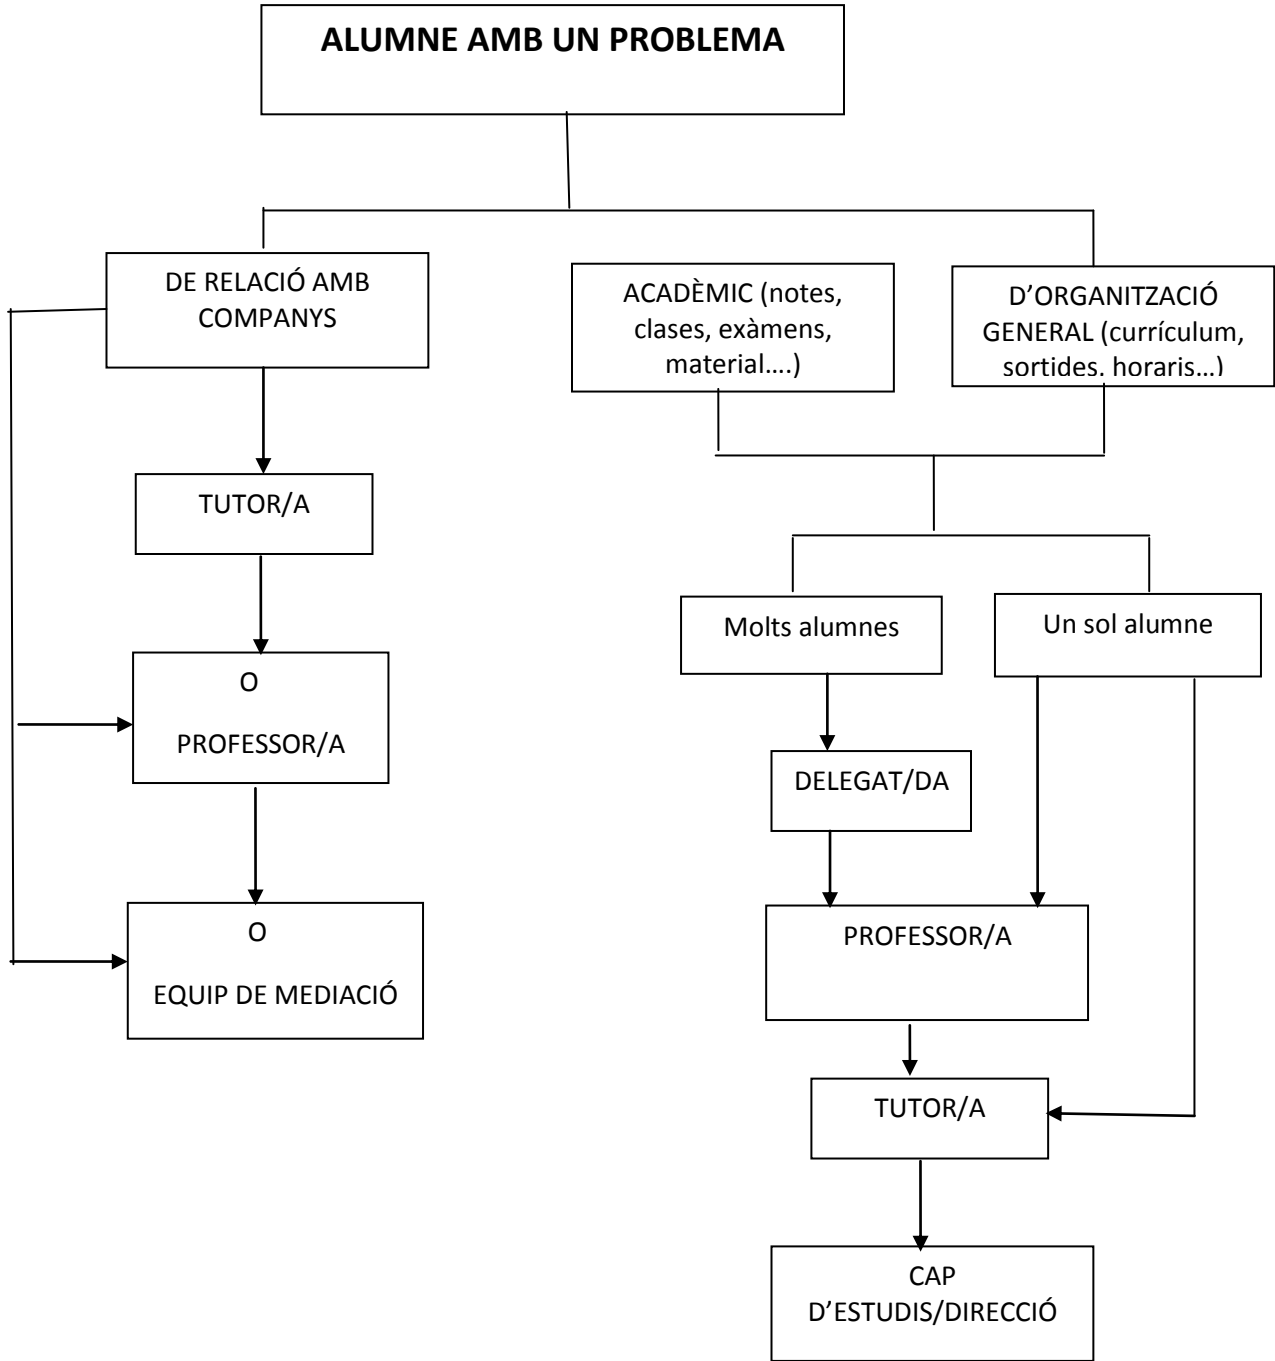 ALUMNE AMB UN PROBLEMA
DE RELACIÓ AMB
COMPANYS
ACADÈMIC (notes,
clases, exàmens,
material….)
D’ORGANITZACIÓ
GENERAL (currículum,
sortides, horaris…)
TUTOR/A
O
PROFESSOR/A
O
EQUIP DE MEDIACIÓ
Molts alumnes
Un sol alumne
DELEGAT/DA
PROFESSOR/A
TUTOR/A
CAP
D’ESTUDIS/DIRECCIÓ